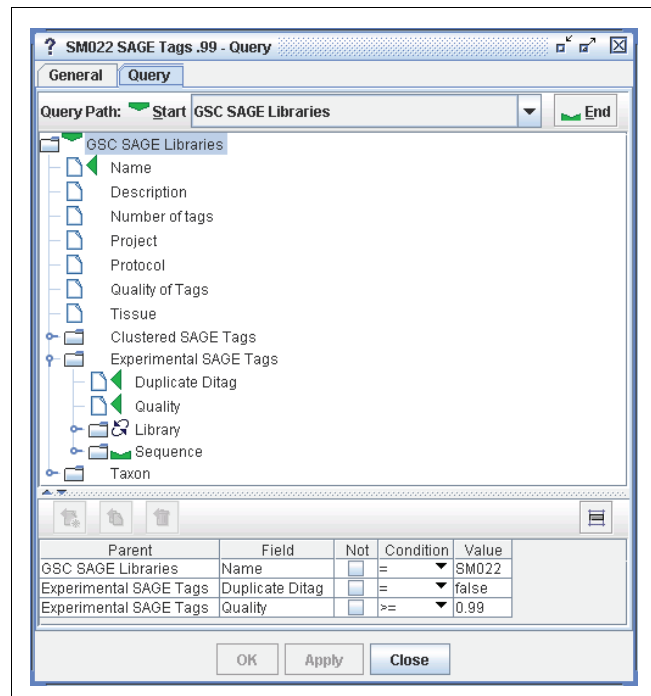 ? SM022 SAGE Tags .99 - Query
General Query
Query Path: Start GSC SAGE Libraries End
GSC SAGE Libraries
Name
Description
Number of tags
Project
Protocol
Quality of Tags
Tissue
Clustered SAGE Tags
Experimental SAGE Tags
Duplicate Ditag
Quality
Library
Sequence
Taxon
Parent Field Not Condition Value
GSC SAGE Libraries Name = SM022
Experimental SAGE Tags Duplicate Ditag = false
Experimental SAGE Tags Quality >= 0.99
OK Apply Close